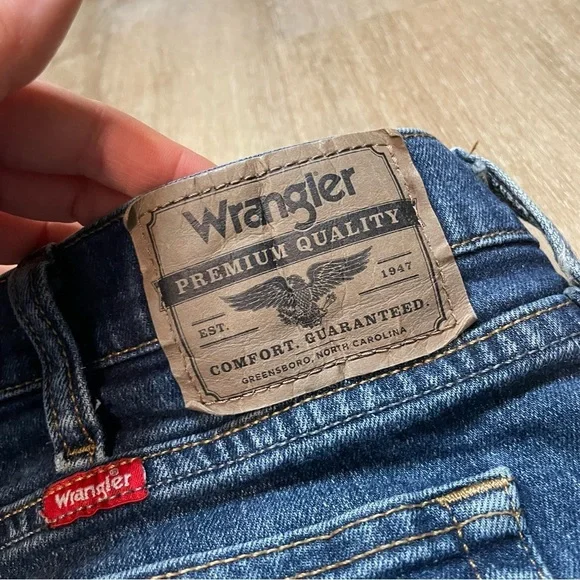 Wrangler
PREMIUM QUALITY
EST. 1947
COMFORT. GUARANTEED.
GREENSBORO, NORTH CAROLINA
Wrangler®